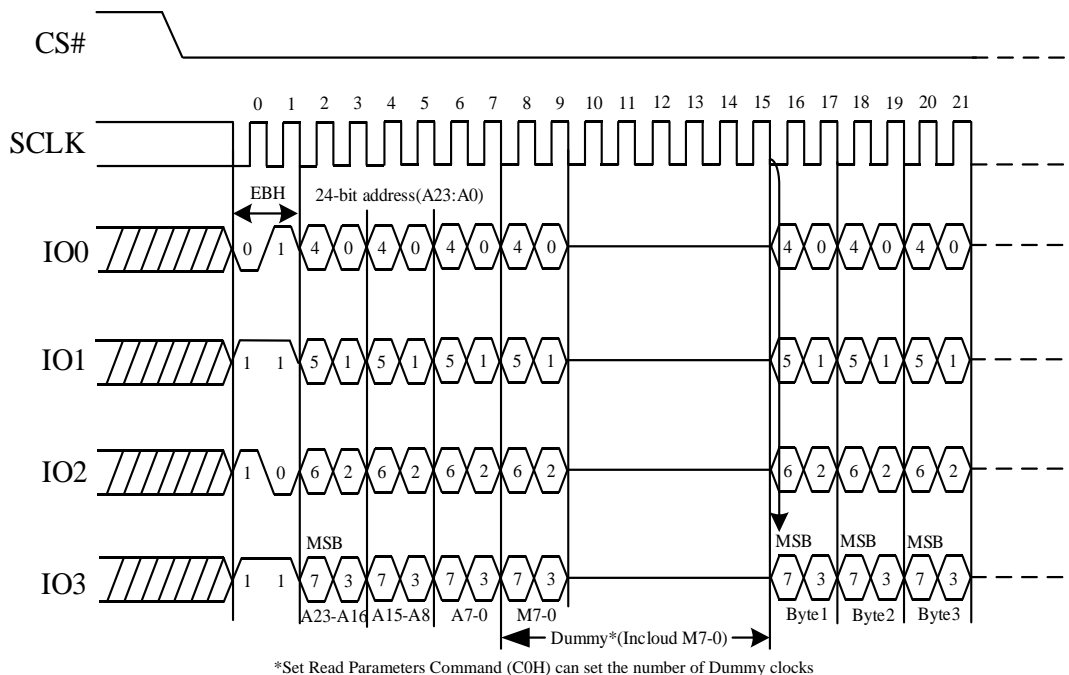 CS#
0 1 2 3 4 5 6 7 8 9 10 11 12 13 14 15 16 17 18 19 20 21
SCLK
EBH 24-bit address(A23:A0)
IO0 0 1 4 0 4 0 4 0 4 0 4 0 4 0 4 0
IO1 1 1 5 1 5 1 5 1 5 1 5 1 5 1 5 1
IO2 1 0 6 2 6 2 6 2 6 2 6 2 6 2 6 2
MSB MSB MSB MSB
IO3 1 1 7 3 7 3 7 3 7 3 7 3 7 3 7 3
A23-A16 A15-A8 A7-0 M7-0 Byte1 Byte2 Byte3
Dummy*(Incloud M7-0)
*Set Read Parameters Command (C0H) can set the number of Dummy clocks